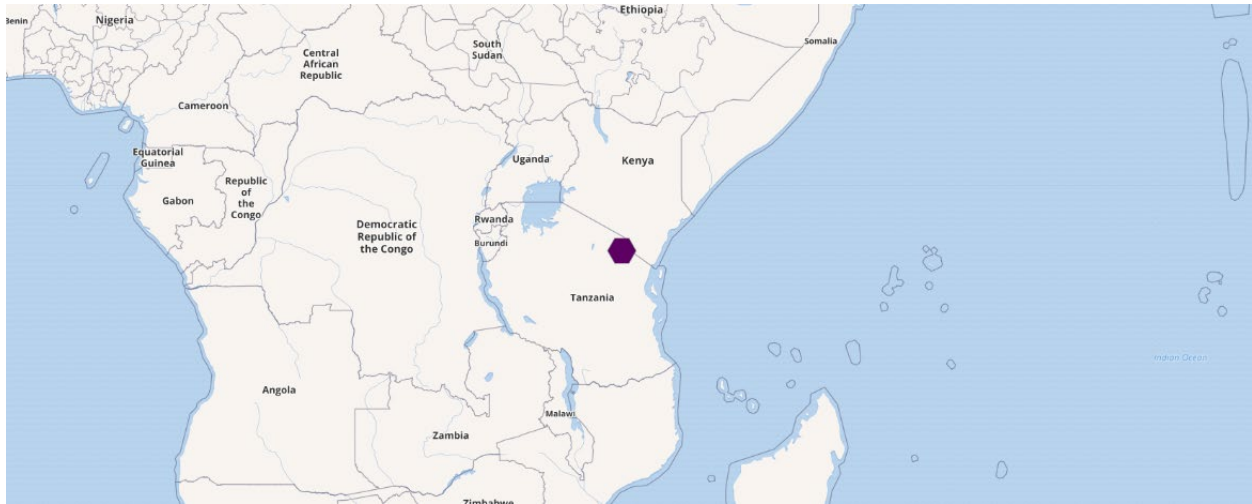 Benin
Nigeria
Ethiopia
Somalia
South
Sudan
Central
African
Republic
Cameroon
Equatorial
Guinea
Uganda
Kenya
Republic
of
the
Congo
Gabon
Rwanda
Democratic
Republic of
the Congo
Burundi
Tanzania
Indian Ocean
Angola
Malawi
Zambia
Zimbabwe